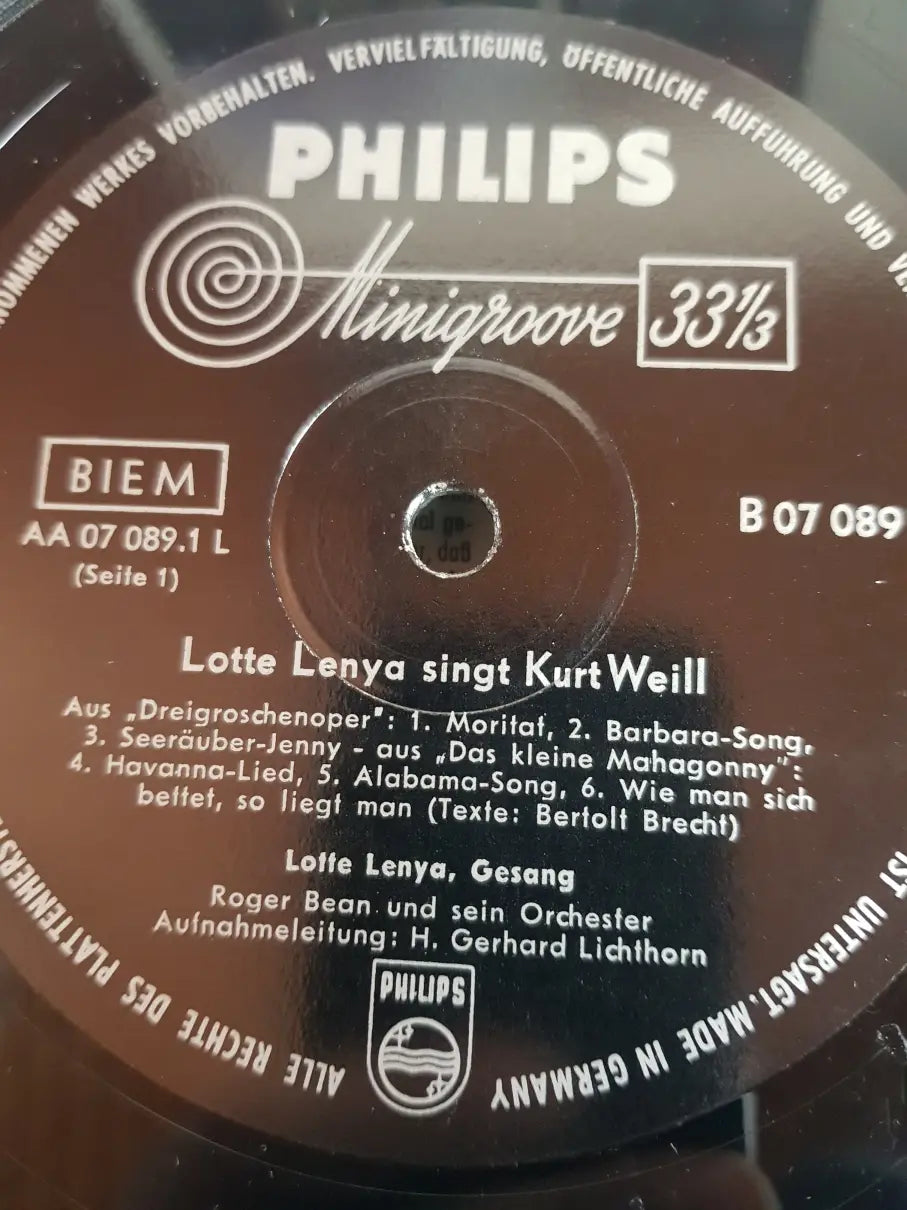 ALLE RECHTE DES PLATTENHERST
NOMMENEN WERKES VORBEHALTEN. VERVIELFÄLTIGUNG, ÖFFENTLICHE AUFFÜHRUNG UND
IST UNTERSAGT. MADE IN GERMANY
PHILIPS
Minigroove 33⅓
BIEM
AA 07 089.1 L
(Seite 1)
B 07 089
Lotte Lenya singt Kurt Weill
Aus „Dreigroschenoper": 1. Moritat, 2. Barbara-Song,
3. Seeräuber-Jenny - aus „Das kleine Mahagonny":
4. Havanna-Lied, 5. Alabama-Song, 6. Wie man sich
bettet, so liegt man (Texte: Bertolt Brecht)
Lotte Lenya, Gesang
Roger Bean und sein Orchester
Aufnahmeleitung: H. Gerhard Lichthorn
PHILIPS